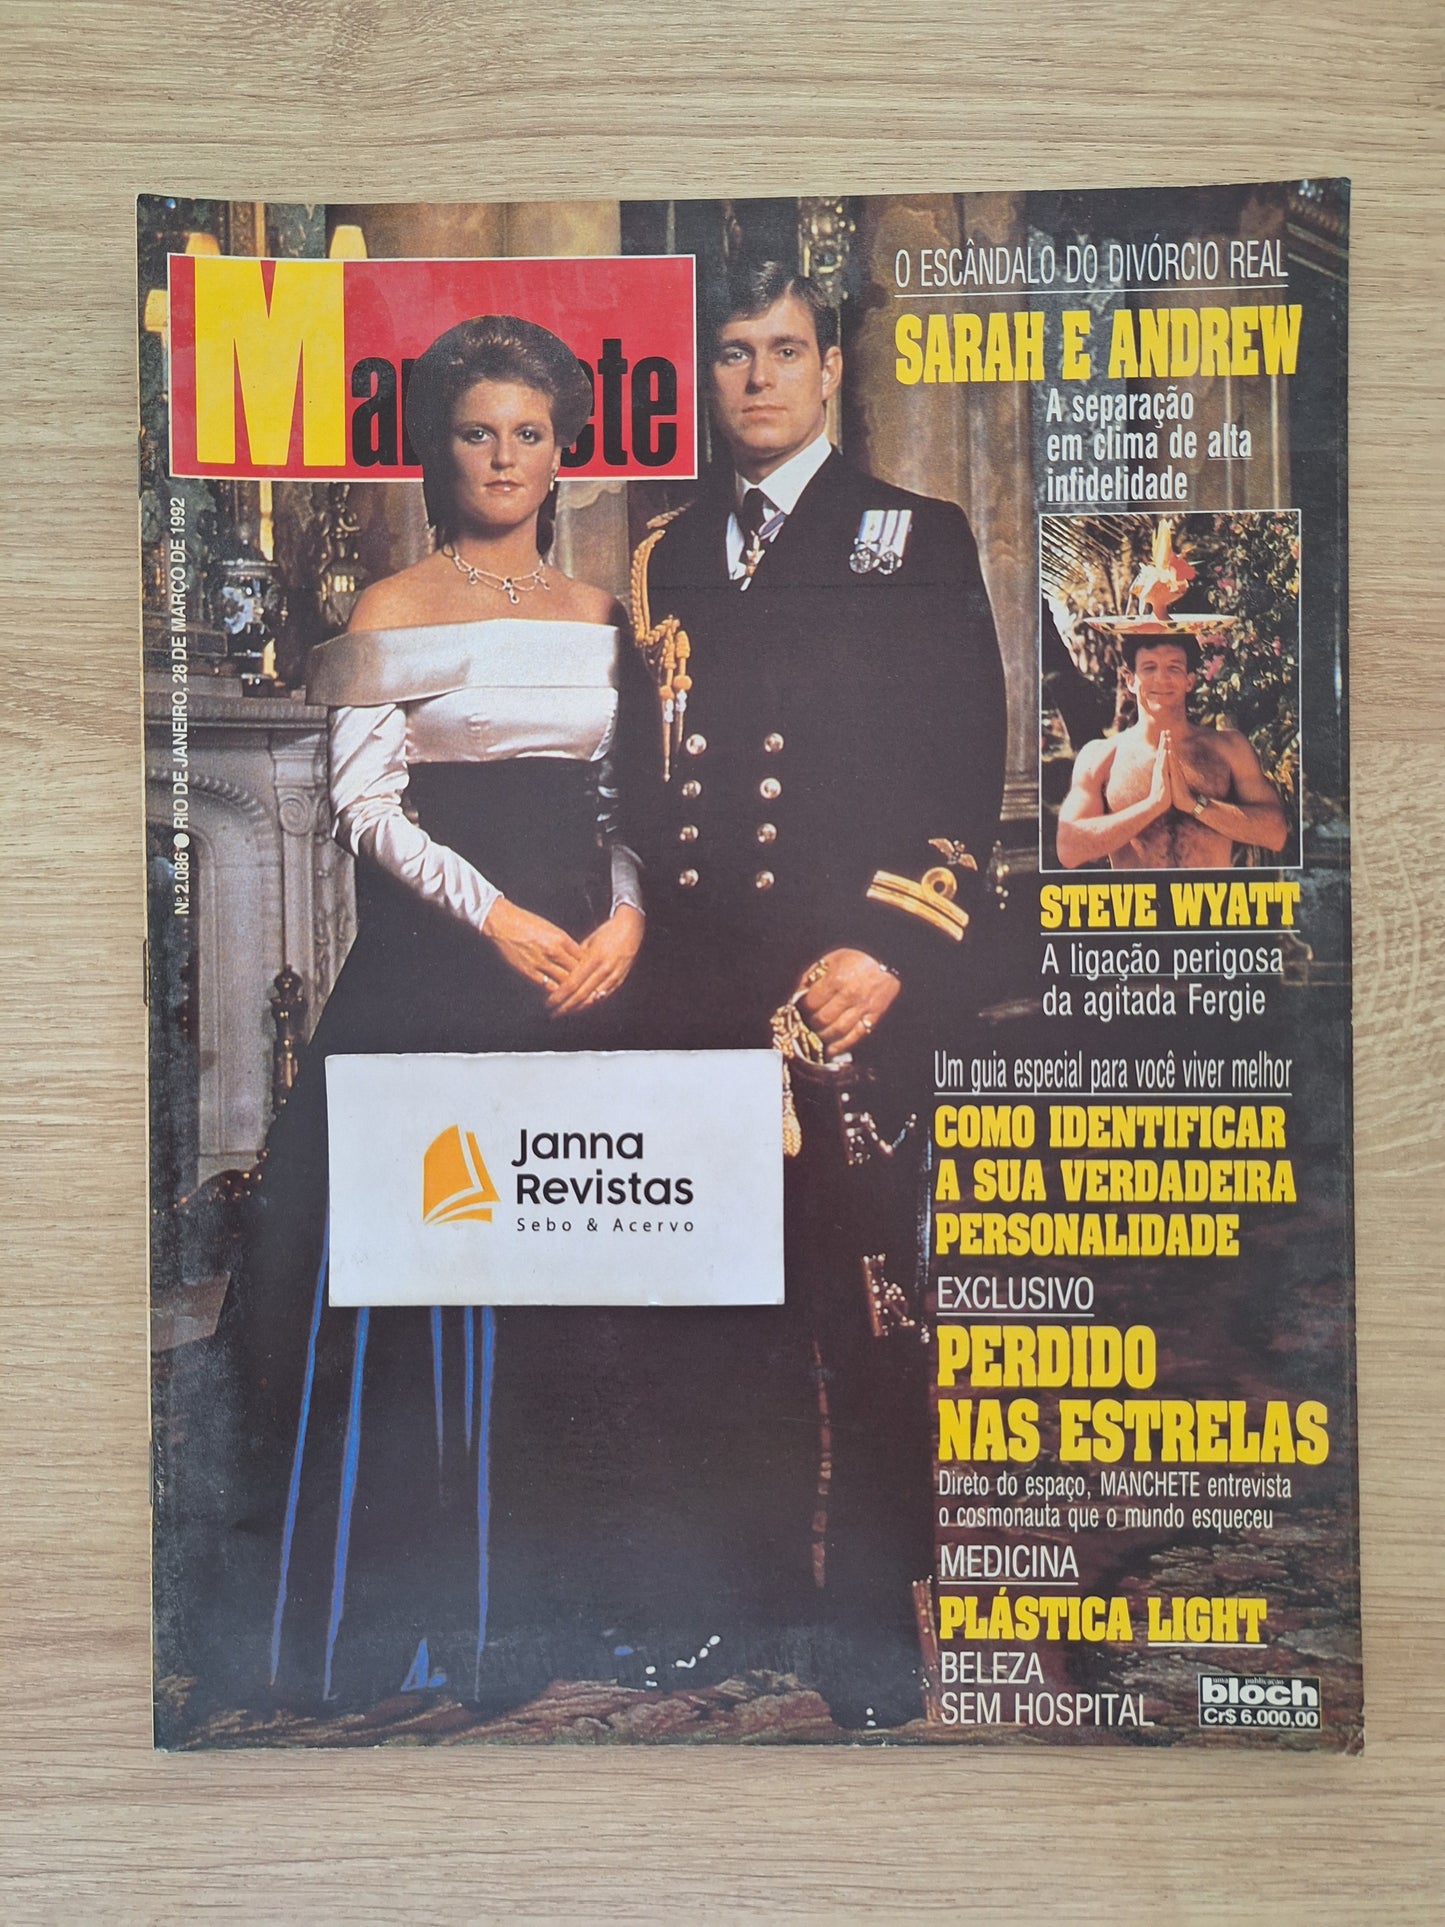 Manchete
Nº 2.086 ● RIO DE JANEIRO, 28 DE MARÇO DE 1992
O ESCÂNDALO DO DIVÓRCIO REAL
SARAH E ANDREW
A separação
em clima de alta
infidelidade
STEVE WYATT
A ligação perigosa
da agitada Fergie
Um guia especial para você viver melhor
COMO IDENTIFICAR
A SUA VERDADEIRA
PERSONALIDADE
EXCLUSIVO
PERDIDO
NAS ESTRELAS
Direto do espaço, MANCHETE entrevista
o cosmonauta que o mundo esqueceu
MEDICINA
PLÁSTICA LIGHT
BELEZA
SEM HOSPITAL
uma publicação
bloch
Cr$ 6.000,00
Janna
Revistas
Sebo & Acervo